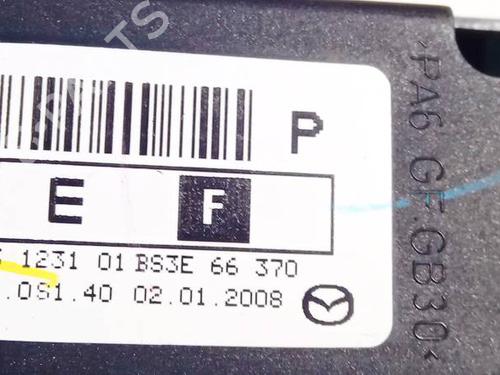 P
E F
1231 01 BS3E 66 370
.0S1.40 02.01.2008
>PA6 GF.GB30<